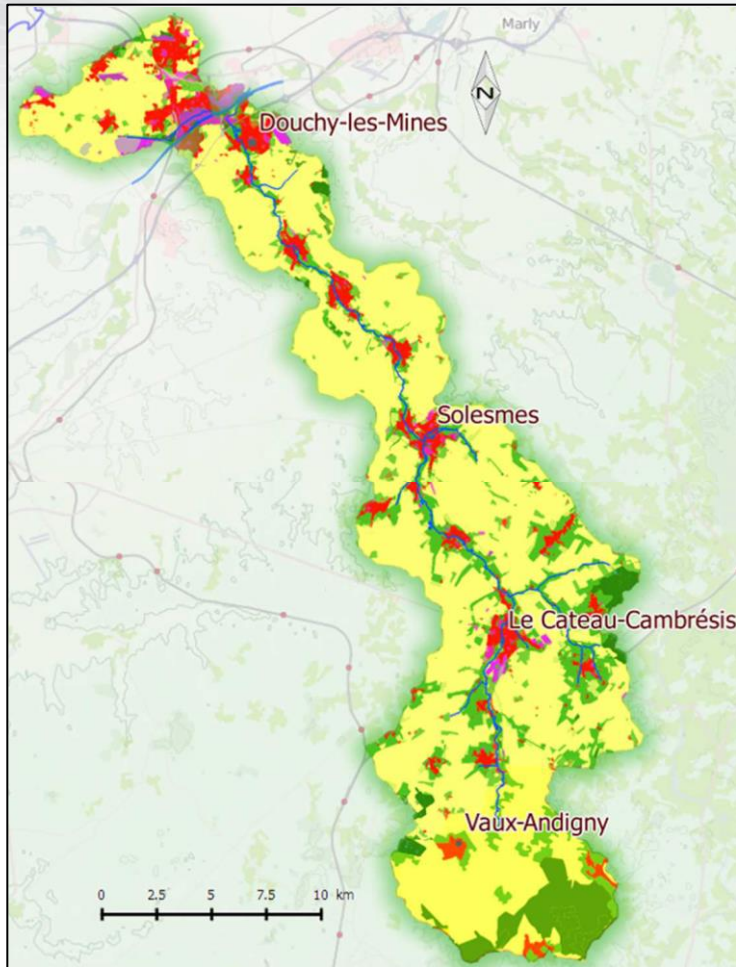 Marly
N
Douchy-les-Mines
Solesmes
Le Cateau-Cambrésis
Vaux-Andigny
0 2.5 5 7.5 10 km